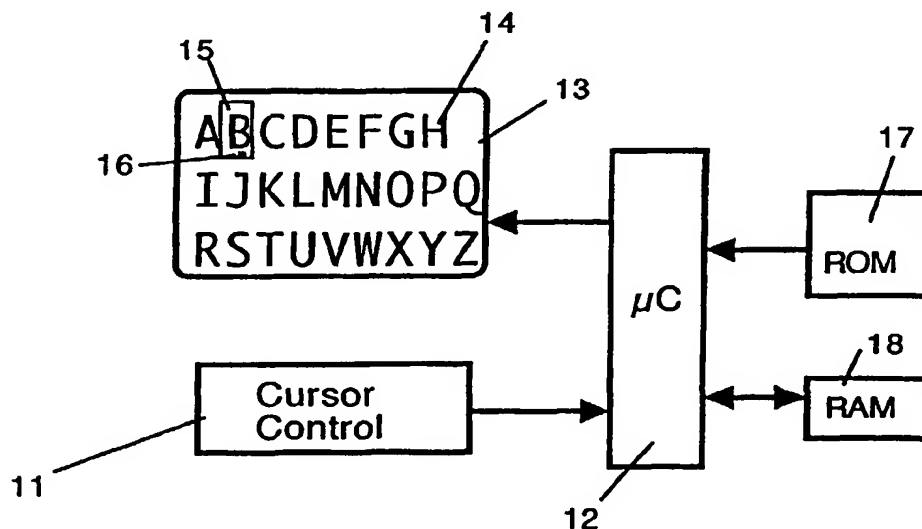 14
15
13
ABCDEFGH
16
17
IJKLMNOPQ
ROM
RSTUVWXYZ
µC
18
Cursor
Control
RAM
11
12